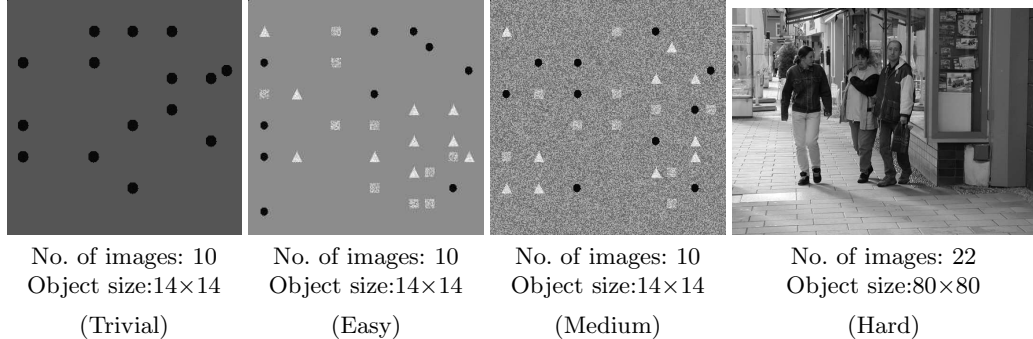 No. of images: 10
Object size:14×14
(Trivial)
No. of images: 10
Object size:14×14
(Easy)
No. of images: 10
Object size:14×14
(Medium)
No. of images: 22
Object size:80×80
(Hard)